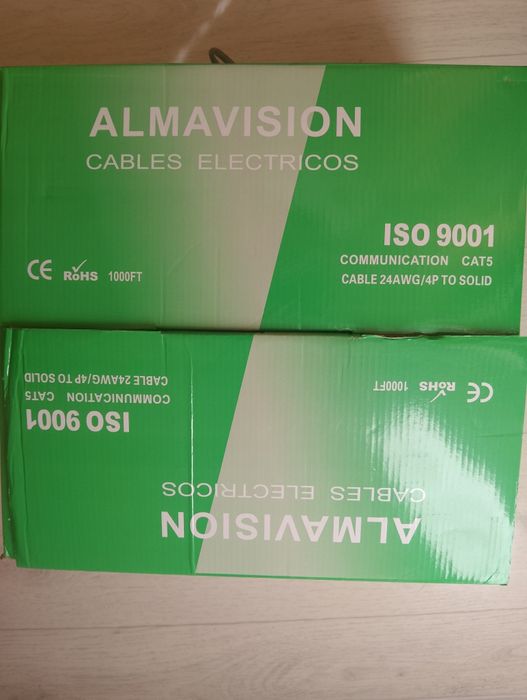 ALMAVISION
CABLES ELECTRICOS
ISO 9001
COMMUNICATION CAT5
CABLE 24AWG/4P TO SOLID
CE RoHS 1000FT
ALMAVISION
CABLES ELECTRICOS
ISO 9001
COMMUNICATION CAT5
CABLE 24AWG/4P TO SOLID
CE RoHS 1000FT